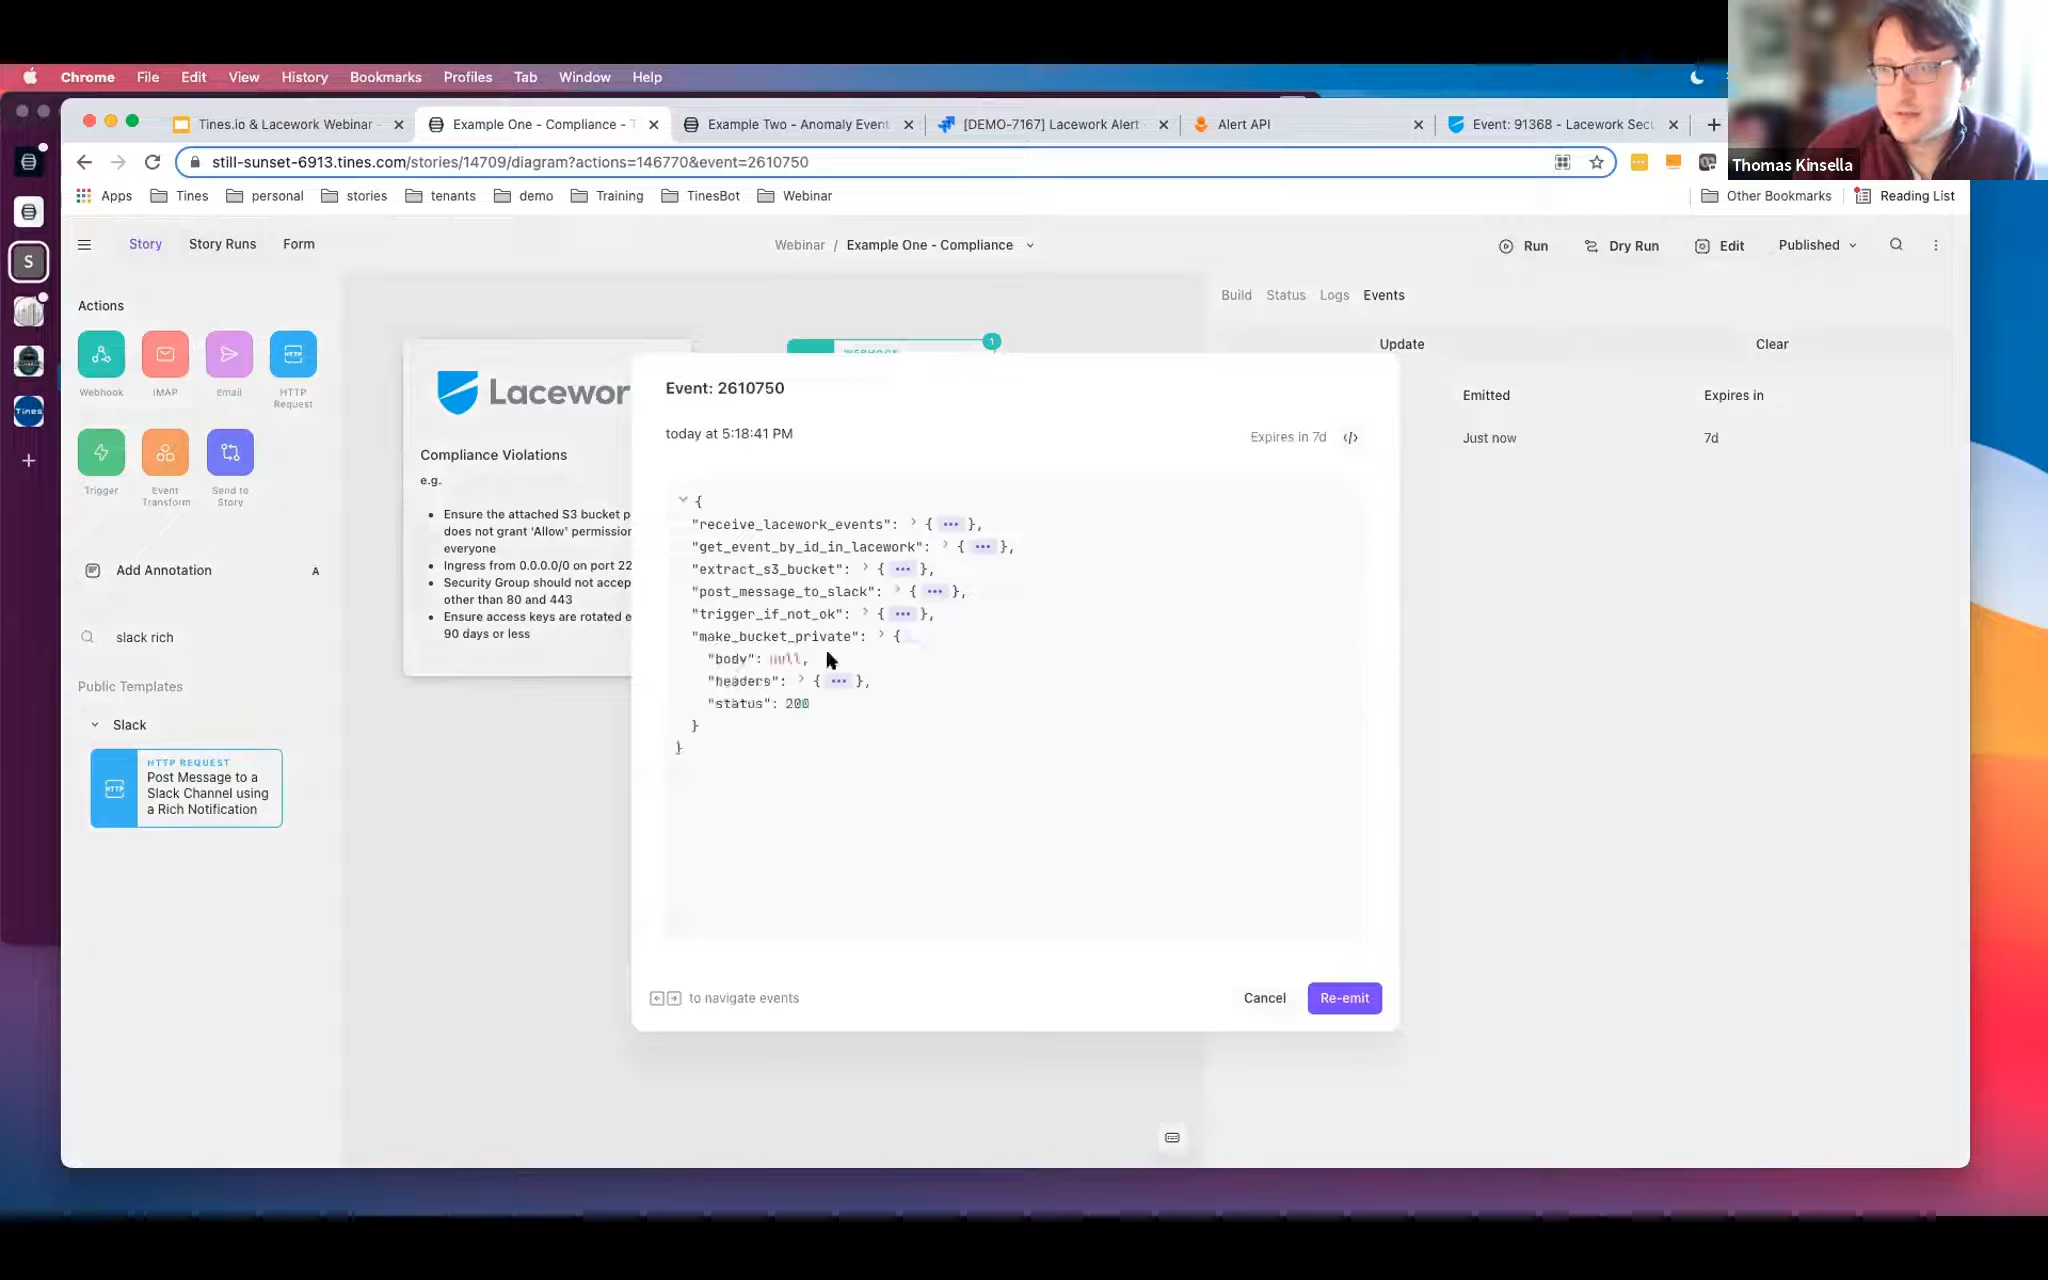 Chrome File Edit View History Bookmarks Profiles Tab Window Help
Thomas Kinsella
Tines.io & Lacework Webinar -
Example One - Compliance - T
Example Two - Anomaly Event
[DEMO-7167] Lacework Alert -
Alert API
Event: 91368 - Lacework Secu
still-sunset-6913.tines.com/stories/14709/diagram?actions=146770&event=2610750
Apps Tines personal stories tenants demo Training TinesBot Webinar Other Bookmarks Reading List
S
Tines
Story Story Runs Form
Webinar / Example One - Compliance
Run Dry Run Edit Published
Actions
Webhook IMAP Email HTTP Request
Trigger Event Transform Send to Story
Add Annotation A
slack rich
Public Templates
Slack
HTTP
HTTP REQUEST
Post Message to a
Slack Channel using
a Rich Notification
Lacewor
Compliance Violations
e.g.
Ensure the attached S3 bucket p
does not grant 'Allow' permission
everyone
Ingress from 0.0.0.0/0 on port 22
Security Group should not accep
other than 80 and 443
Ensure access keys are rotated e
90 days or less
WEBHOOK
1
Build Status Logs Events
Update Clear
Emitted Expires in
Just now 7d
Event: 2610750
today at 5:18:41 PM
Expires in 7d </>
{
"receive_lacework_events": > { ••• },
"get_event_by_id_in_lacework": > { ••• },
"extract_s3_bucket": > { ••• },
"post_message_to_slack": > { ••• },
"trigger_if_not_ok": > { ••• },
"make_bucket_private": > {
"body": null,
"headers": > { ••• },
"status": 200
}
}
to navigate events
Cancel Re-emit